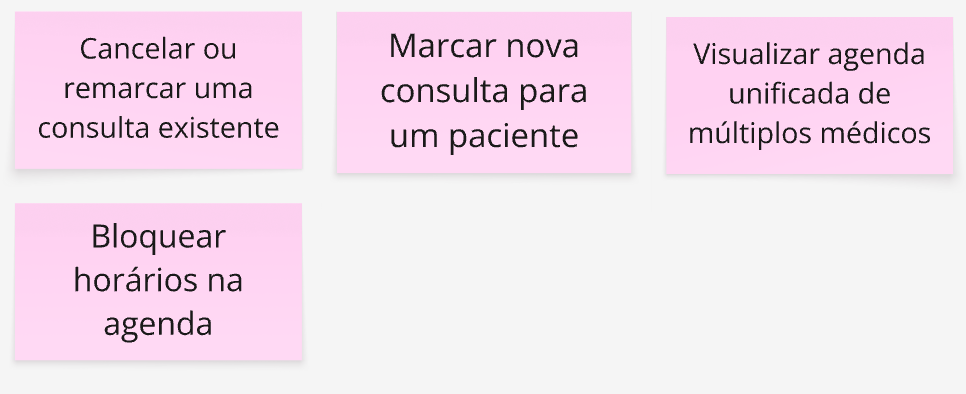 Cancelar ou
remarcar uma
consulta existente
Marcar nova
consulta para
um paciente
Visualizar agenda
unificada de
múltiplos médicos
Bloquear
horários na
agenda